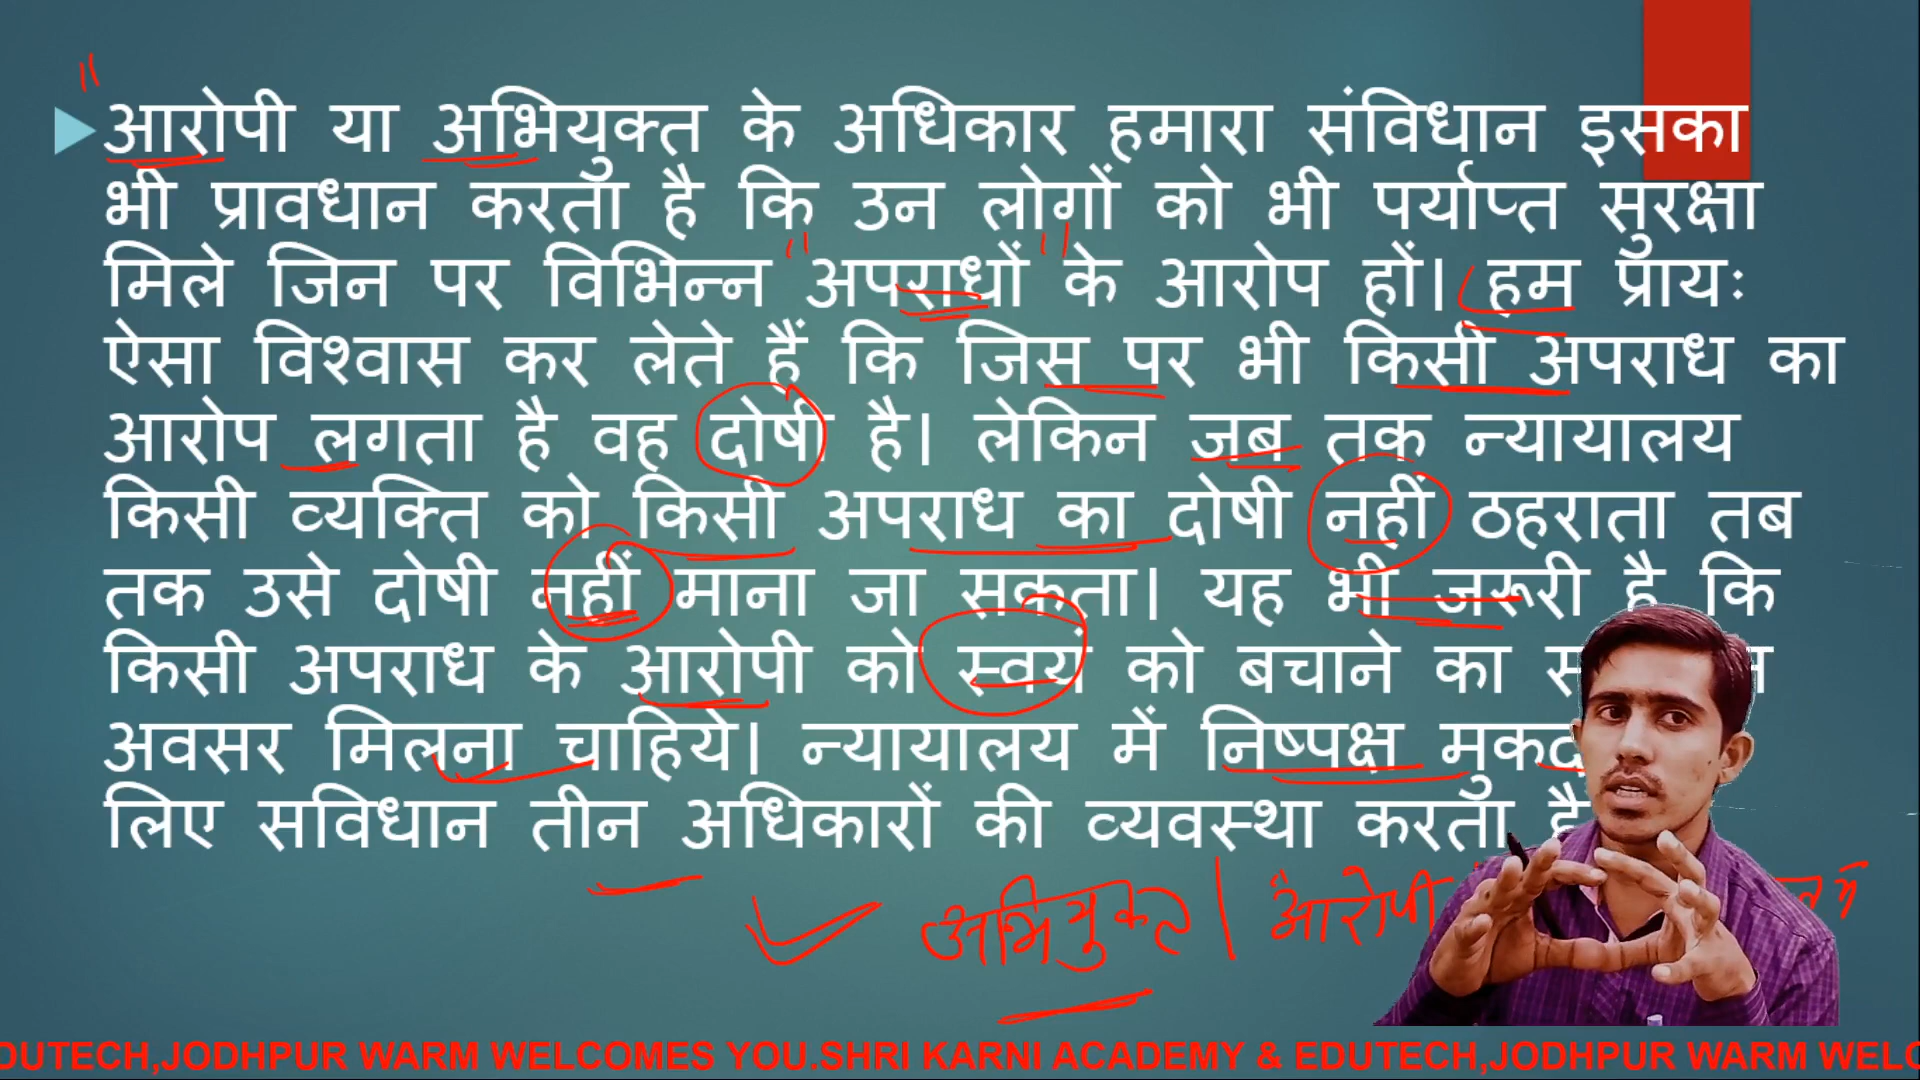 आरोपी या अभियुक्त के अधिकार हमारा संविधान इसका
भी प्रावधान करता है कि उन लोगों को भी पर्याप्त सुरक्षा
मिले जिन पर विभिन्न अपराधों के आरोप हों। हम प्रायः
ऐसा विश्वास कर लेते हैं कि जिस पर भी किसी अपराध का
आरोप लगता है वह दोषी है। लेकिन जब तक न्यायालय
किसी व्यक्ति को किसी अपराध का दोषी नहीं ठहराता तब
तक उसे दोषी नहीं माना जा सकता। यह भी जरूरी है कि
किसी अपराध के आरोपी को स्वयं को बचाने का
अवसर मिलना चाहिये। न्यायालय में निष्पक्ष
लिए सविधान तीन अधिकारों की व्यवस्था करता है
अभियुक्त | आरोपी
DUTECH,JODHPUR WARM WELCOMES YOU.SHRI KARNI ACADEMY & EDUTECH,JODHPUR WARM WELC